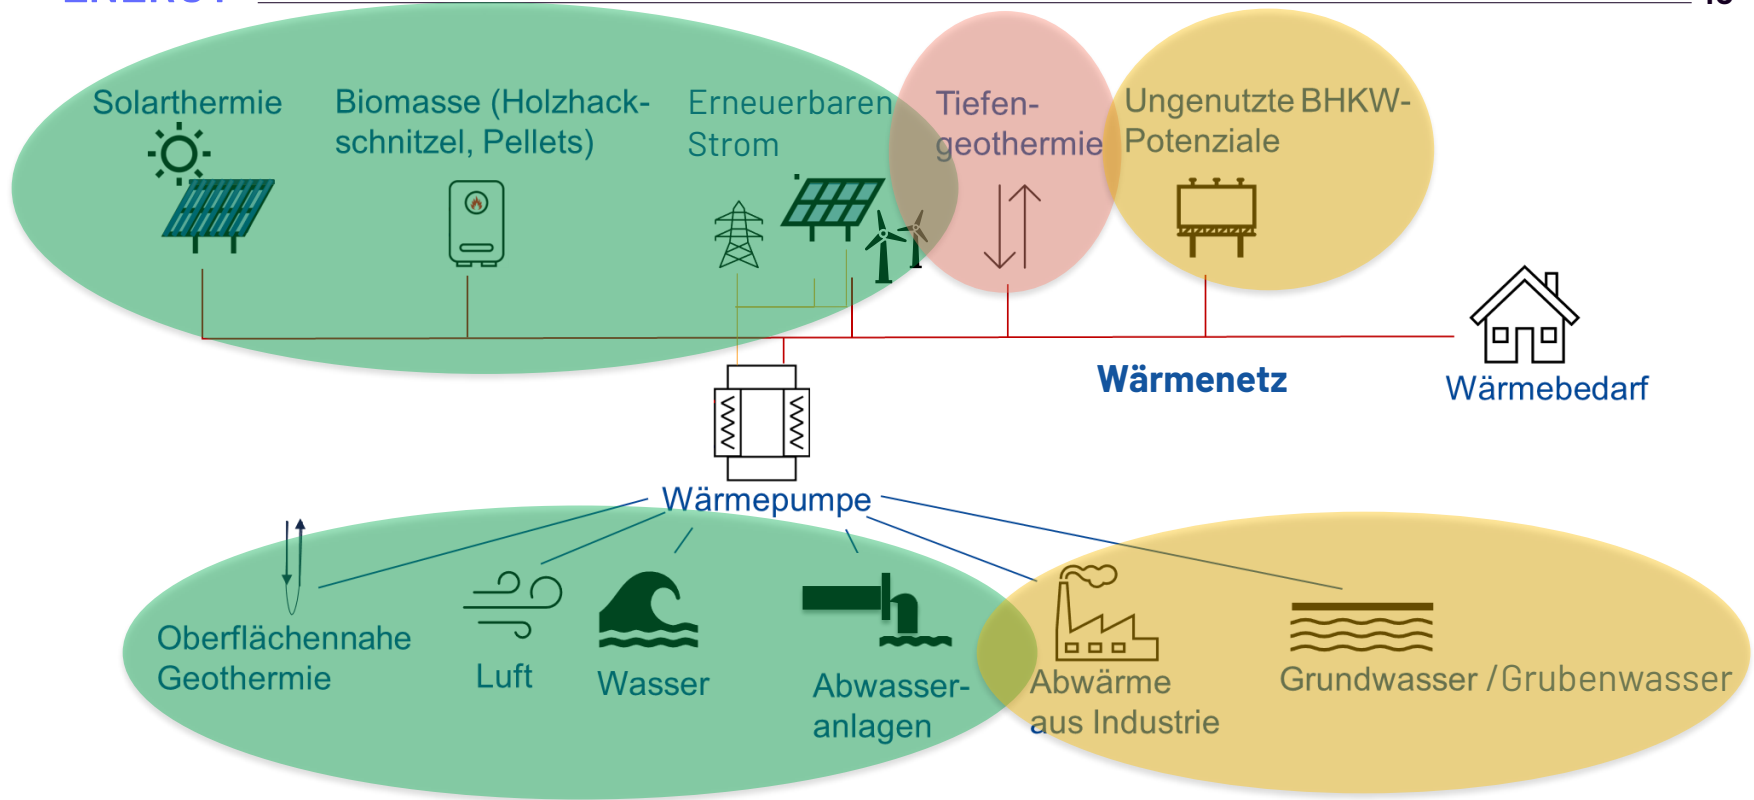 ENERGY
Solarthermie
Biomasse (Holzhack-
schnitzel, Pellets)
Erneuerbaren
Strom
Tiefen-
geothermie
Ungenutzte BHKW-
Potenziale
Wärmenetz
Wärmebedarf
Wärmepumpe
Oberflächennahe
Geothermie
Luft
Wasser
Abwasser-
anlagen
Abwärme
aus Industrie
Grundwasser /Grubenwasser